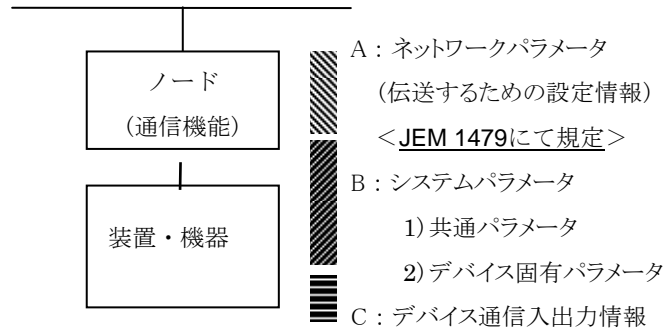 ノード
(通信機能)
装置・機器
A：ネットワークパラメータ
(伝送するための設定情報)
＜JEM 1479にて規定＞
B：システムパラメータ
1)共通パラメータ
2)デバイス固有パラメータ
C：デバイス通信入出力情報